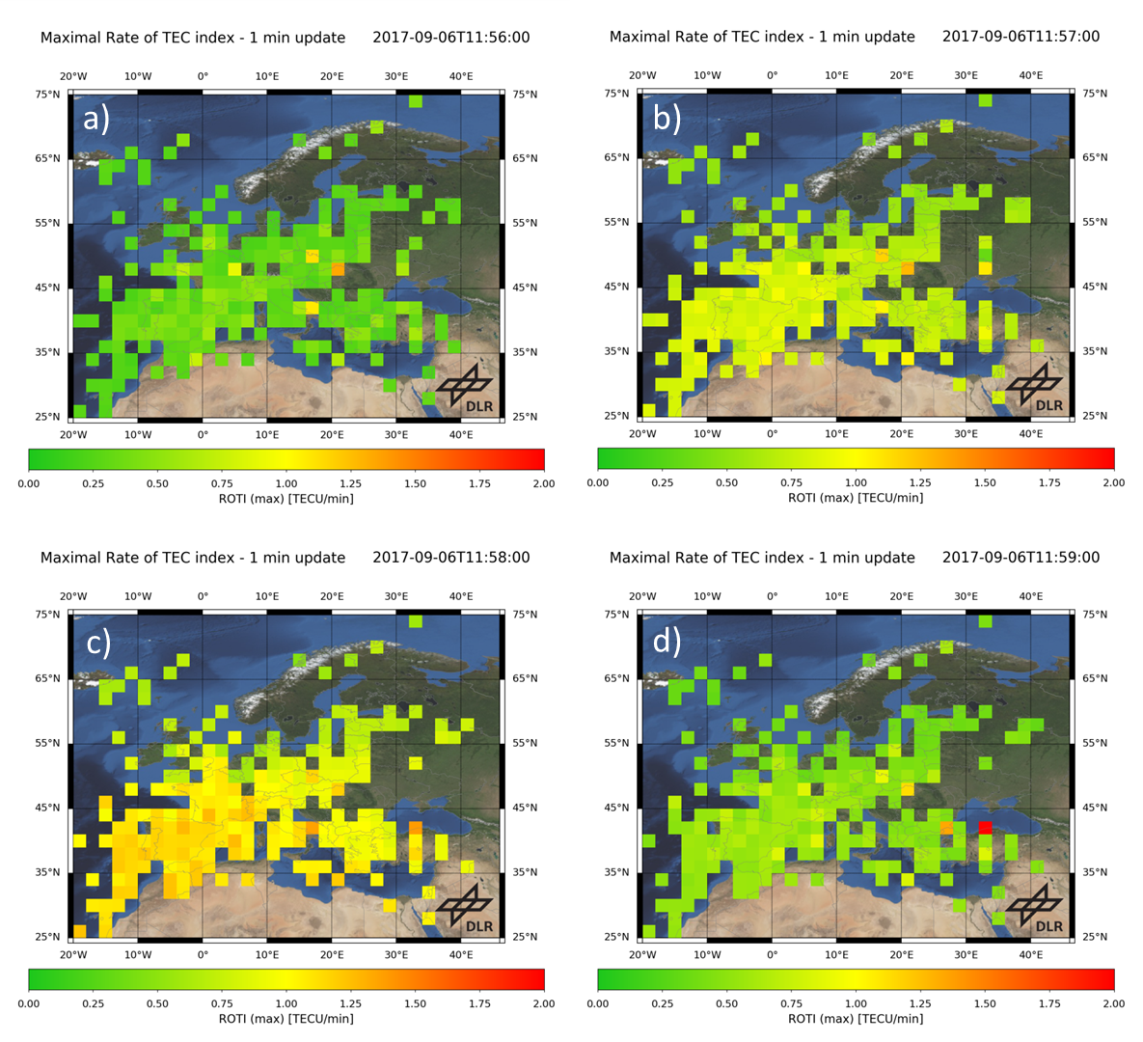 Maximal Rate of TEC index - 1 min update 2017-09-06T11:56:00
20°W 10°W 0° 10°E 20°E 30°E 40°E
a)
75°N 75°N
65°N 65°N
55°N 55°N
45°N 45°N
35°N 35°N
25°N 25°N
DLR
20°W 10°W 0° 10°E 20°E 30°E 40°E
0.00 0.25 0.50 0.75 1.00 1.25 1.50 1.75 2.00
ROTI (max) [TECU/min]
Maximal Rate of TEC index - 1 min update 2017-09-06T11:57:00
20°W 10°W 0° 10°E 20°E 30°E 40°E
b)
75°N 75°N
65°N 65°N
55°N 55°N
45°N 45°N
35°N 35°N
25°N 25°N
DLR
20°W 10°W 0° 10°E 20°E 30°E 40°E
0.00 0.25 0.50 0.75 1.00 1.25 1.50 1.75 2.00
ROTI (max) [TECU/min]
Maximal Rate of TEC index - 1 min update 2017-09-06T11:58:00
20°W 10°W 0° 10°E 20°E 30°E 40°E
c)
75°N 75°N
65°N 65°N
55°N 55°N
45°N 45°N
35°N 35°N
25°N 25°N
DLR
20°W 10°W 0° 10°E 20°E 30°E 40°E
0.00 0.25 0.50 0.75 1.00 1.25 1.50 1.75 2.00
ROTI (max) [TECU/min]
Maximal Rate of TEC index - 1 min update 2017-09-06T11:59:00
20°W 10°W 0° 10°E 20°E 30°E 40°E
d)
75°N 75°N
65°N 65°N
55°N 55°N
45°N 45°N
35°N 35°N
25°N 25°N
DLR
20°W 10°W 0° 10°E 20°E 30°E 40°E
0.00 0.25 0.50 0.75 1.00 1.25 1.50 1.75 2.00
ROTI (max) [TECU/min]